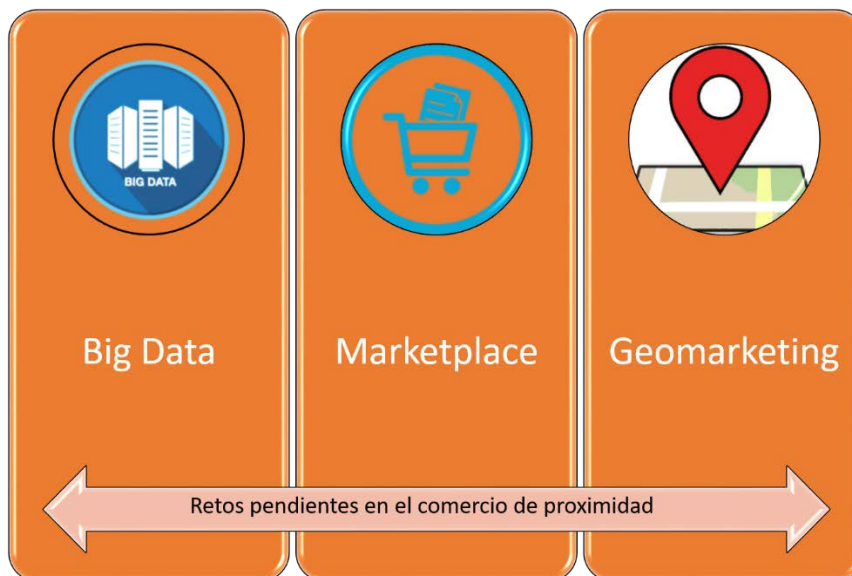 BIG DATA
Big Data
Marketplace
Geomarketing
Retos pendientes en el comercio de proximidad